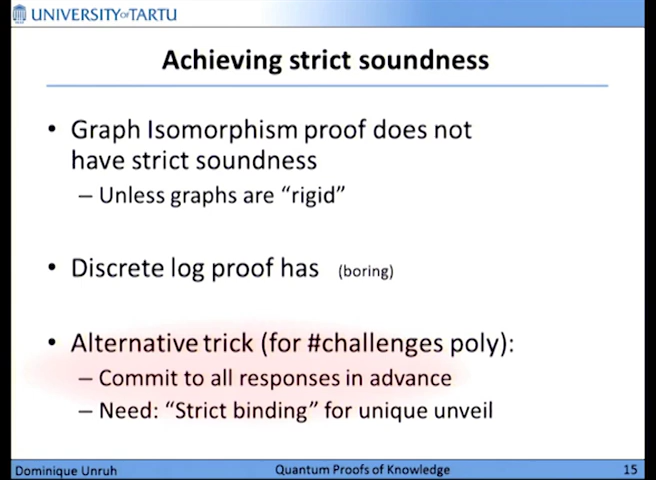 UNIVERSITY OF TARTU
Achieving strict soundness
• Graph Isomorphism proof does not
have strict soundness
– Unless graphs are “rigid”
• Discrete log proof has (boring)
• Alternative trick (for #challenges poly):
– Commit to all responses in advance
– Need: “Strict binding” for unique unveil
Dominique Unruh Quantum Proofs of Knowledge 15